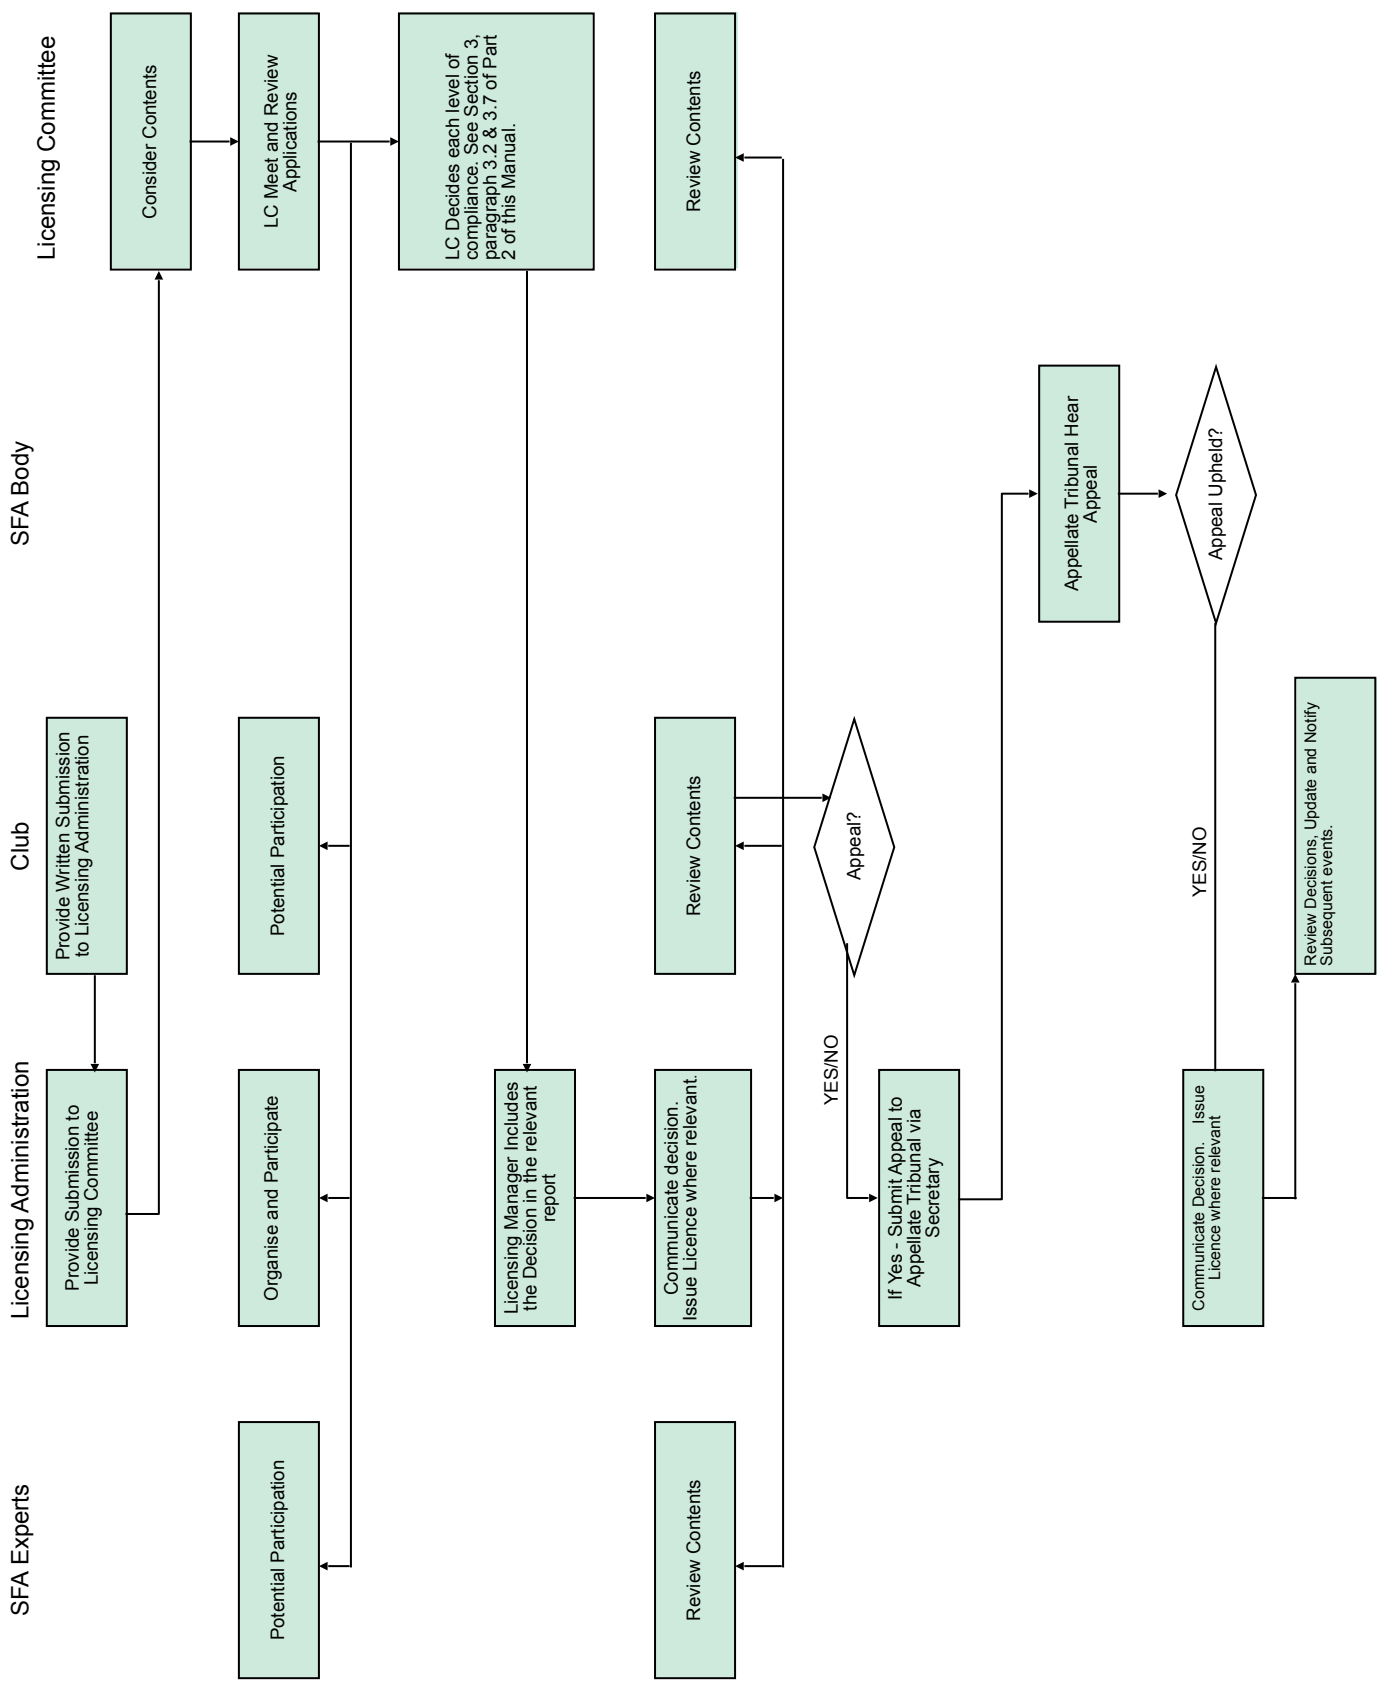 SFA Experts
Licensing Administration
Club
SFA Body
Licensing Committee
Provide Submission to
Licensing Committee
Provide Written Submission
to Licensing Administration
Consider Contents
Potential Participation
Organise and Participate
Potential Participation
LC Meet and Review
Applications
LC Decides each level of
compliance. See Section 3,
paragraph 3.2 & 3.7 of Part
2 of this Manual.
Licensing Manager Includes
the Decision in the relevant
report
Review Contents
Communicate decision.
Issue Licence where relevant.
Review Contents
Review Contents
Appeal?
YES/NO
If Yes - Submit Appeal to
Appellate Tribunal via
Secretary
Appellate Tribunal Hear
Appeal
Appeal Upheld?
YES/NO
Communicate Decision. Issue
Licence where relevant
Review Decisions, Update and Notify
Subsequent events.